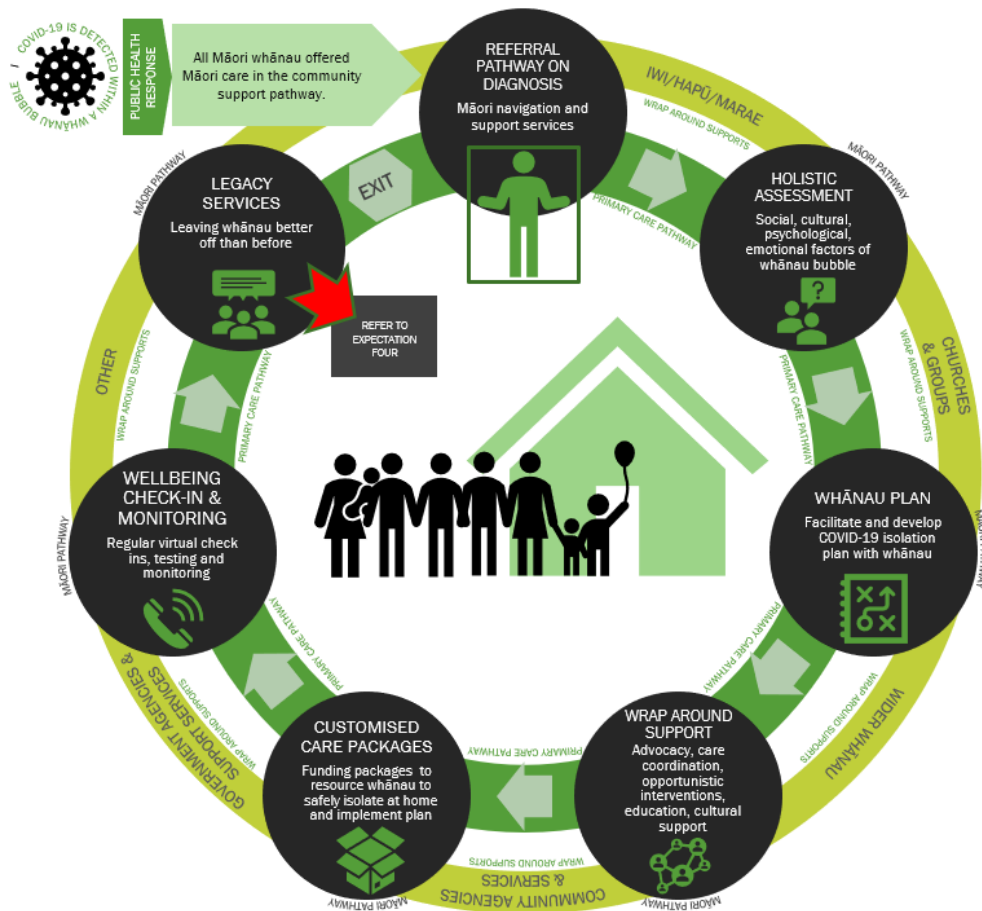 COVID-19 IS DETECTED WITHIN A WHĀNAU BUBBLE /
PUBLIC HEALTH
RESPONSE
All Māori whānau offered
Māori care in the community
support pathway.
REFERRAL
PATHWAY ON
DIAGNOSIS
Māori navigation and
support services
IWI/HAPŪ/MARAE
WRAP AROUND SUPPORTS
PRIMARY CARE PATHWAY
MĀORI PATHWAY
HOLISTIC
ASSESSMENT
Social, cultural,
psychological,
emotional factors of
whānau bubble
?
CHURCHES
& GROUPS
WRAP AROUND SUPPORTS
PRIMARY CARE PATHWAY
WHĀNAU PLAN
Facilitate and develop
COVID-19 isolation
plan with whānau
MĀORI PATHWAY
PRIMARY CARE PATHWAY
PRIMARY CARE PATHWAY
WRAP AROUND SUPPORTS
WIDER WHĀNAU
WRAP AROUND
SUPPORT
Advocacy, care
coordination,
opportunistic
interventions,
education, cultural
support
MĀORI PATHWAY
PRIMARY CARE PATHWAY
WRAP AROUND SUPPORTS
COMMUNITY AGENCIES
& SERVICES
CUSTOMISED
CARE PACKAGES
Funding packages to
resource whānau to
safely isolate at home
and implement plan
MĀORI PATHWAY
PRIMARY CARE PATHWAY
WRAP AROUND SUPPORTS
GOVERNMENT AGENCIES &
SUPPORT SERVICES
WELLBEING
CHECK-IN &
MONITORING
Regular virtual check
ins, testing and
monitoring
MĀORI PATHWAY
PRIMARY CARE PATHWAY
WRAP AROUND SUPPORTS
OTHER
LEGACY
SERVICES
Leaving whānau better
off than before
MĀORI PATHWAY
EXIT
REFER TO
EXPECTATION
FOUR